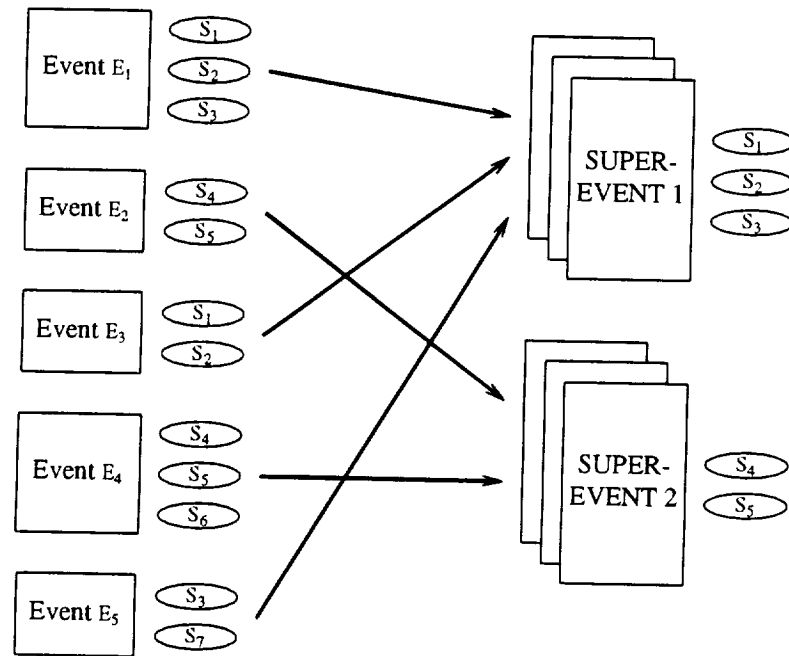 Event E₁
S₁
S₂
S₃
Event E₂
S₄
S₅
Event E₃
S₁
S₂
Event E₄
S₄
S₅
S₆
Event E₅
S₃
S₇
SUPER-
EVENT 1
S₁
S₂
S₃
SUPER-
EVENT 2
S₄
S₅